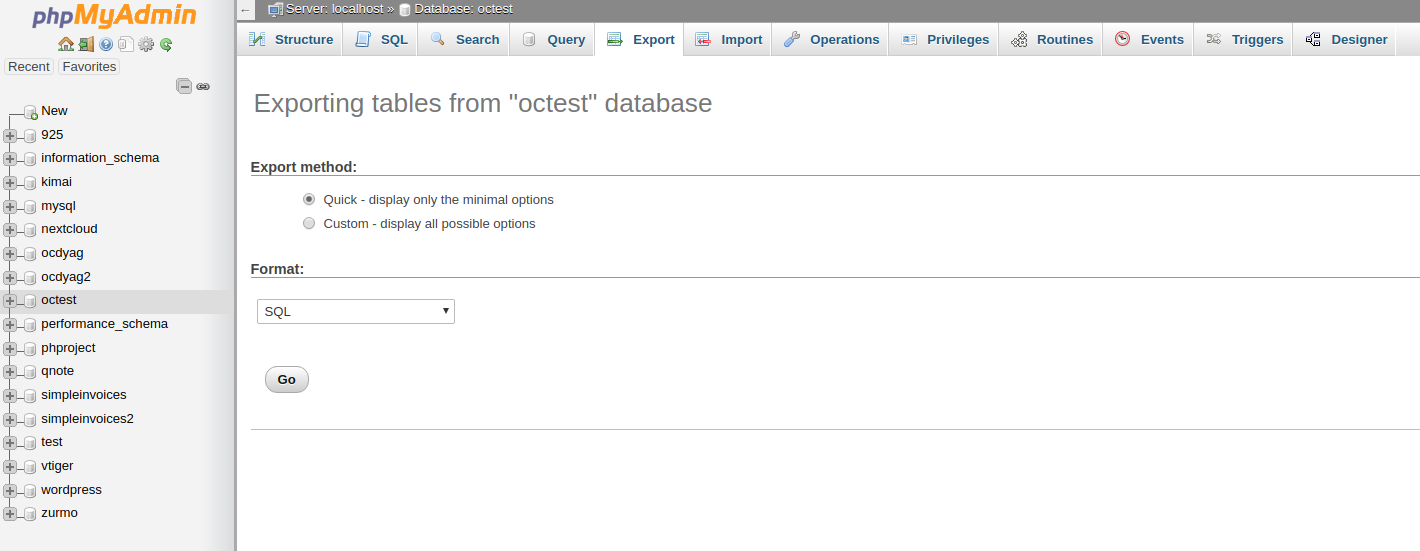 phpMyAdmin
Recent Favorites
New
925
information_schema
kimai
mysql
nextcloud
ocdyag
ocdyag2
octest
performance_schema
phproject
qnote
simpleinvoices
simpleinvoices2
test
vtiger
wordpress
zurmo
← Server: localhost » Database: octest
Structure SQL Search Query Export Import Operations Privileges Routines Events Triggers Designer
Exporting tables from "octest" database
Export method:
Quick - display only the minimal options
Custom - display all possible options
Format:
SQL
Go